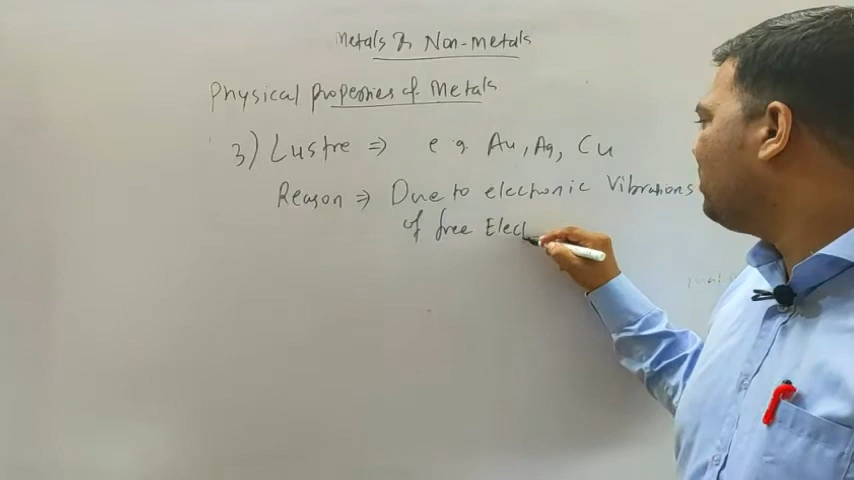 Metals & Non-metals
Physical properties of Metals
3) Lustre ⇒ e.g. Au, Ag, Cu
Reason ⇒ Due to electronic Vibrations
of free Elect